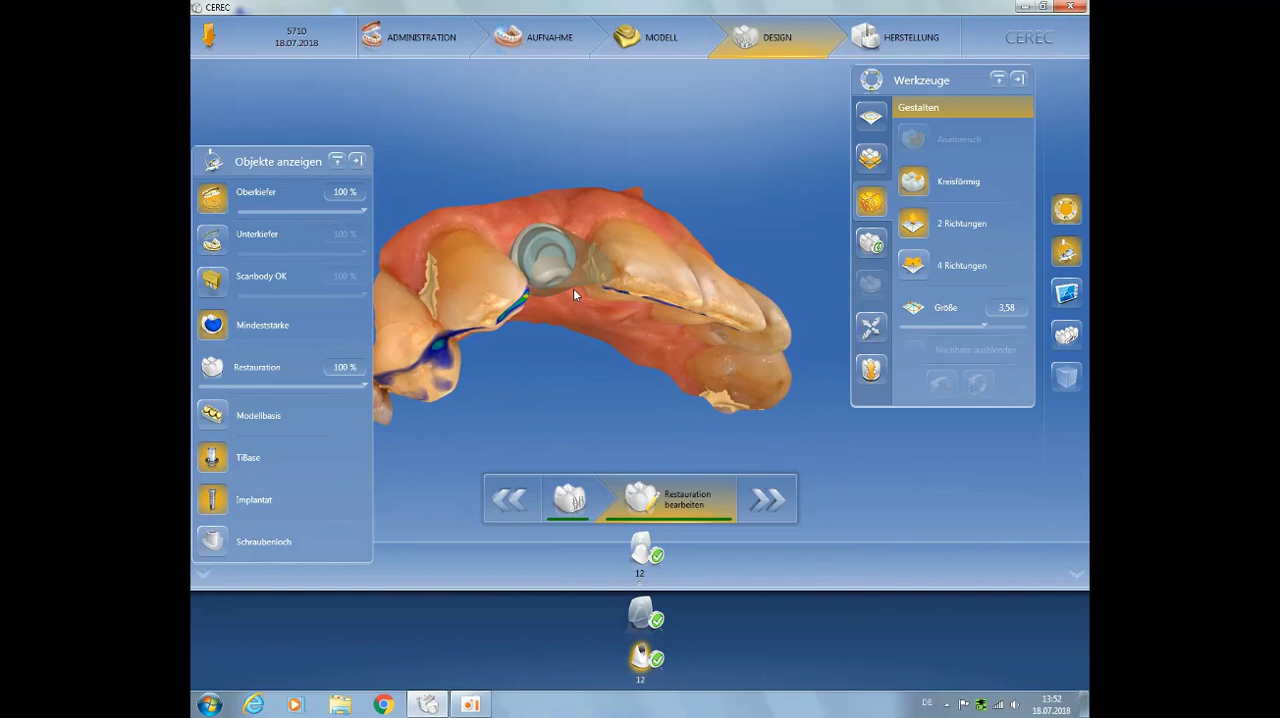 CEREC
5710
18.07.2018
ADMINISTRATION
AUFNAHME
MODELL
DESIGN
HERSTELLUNG
CEREC
Objekte anzeigen
Oberkiefer 100 %
Unterkiefer 100 %
Scanbody OK 100 %
Mindeststärke
Restauration 100 %
Modellbasis
TiBase
Implantat
Schraubenloch
Werkzeuge
Gestalten
Anatomisch
Kreisförmig
2 Richtungen
4 Richtungen
Größe 3,58
Nachbarn ausblenden
Restauration
bearbeiten
12
12
DE
13:52
18.07.2018